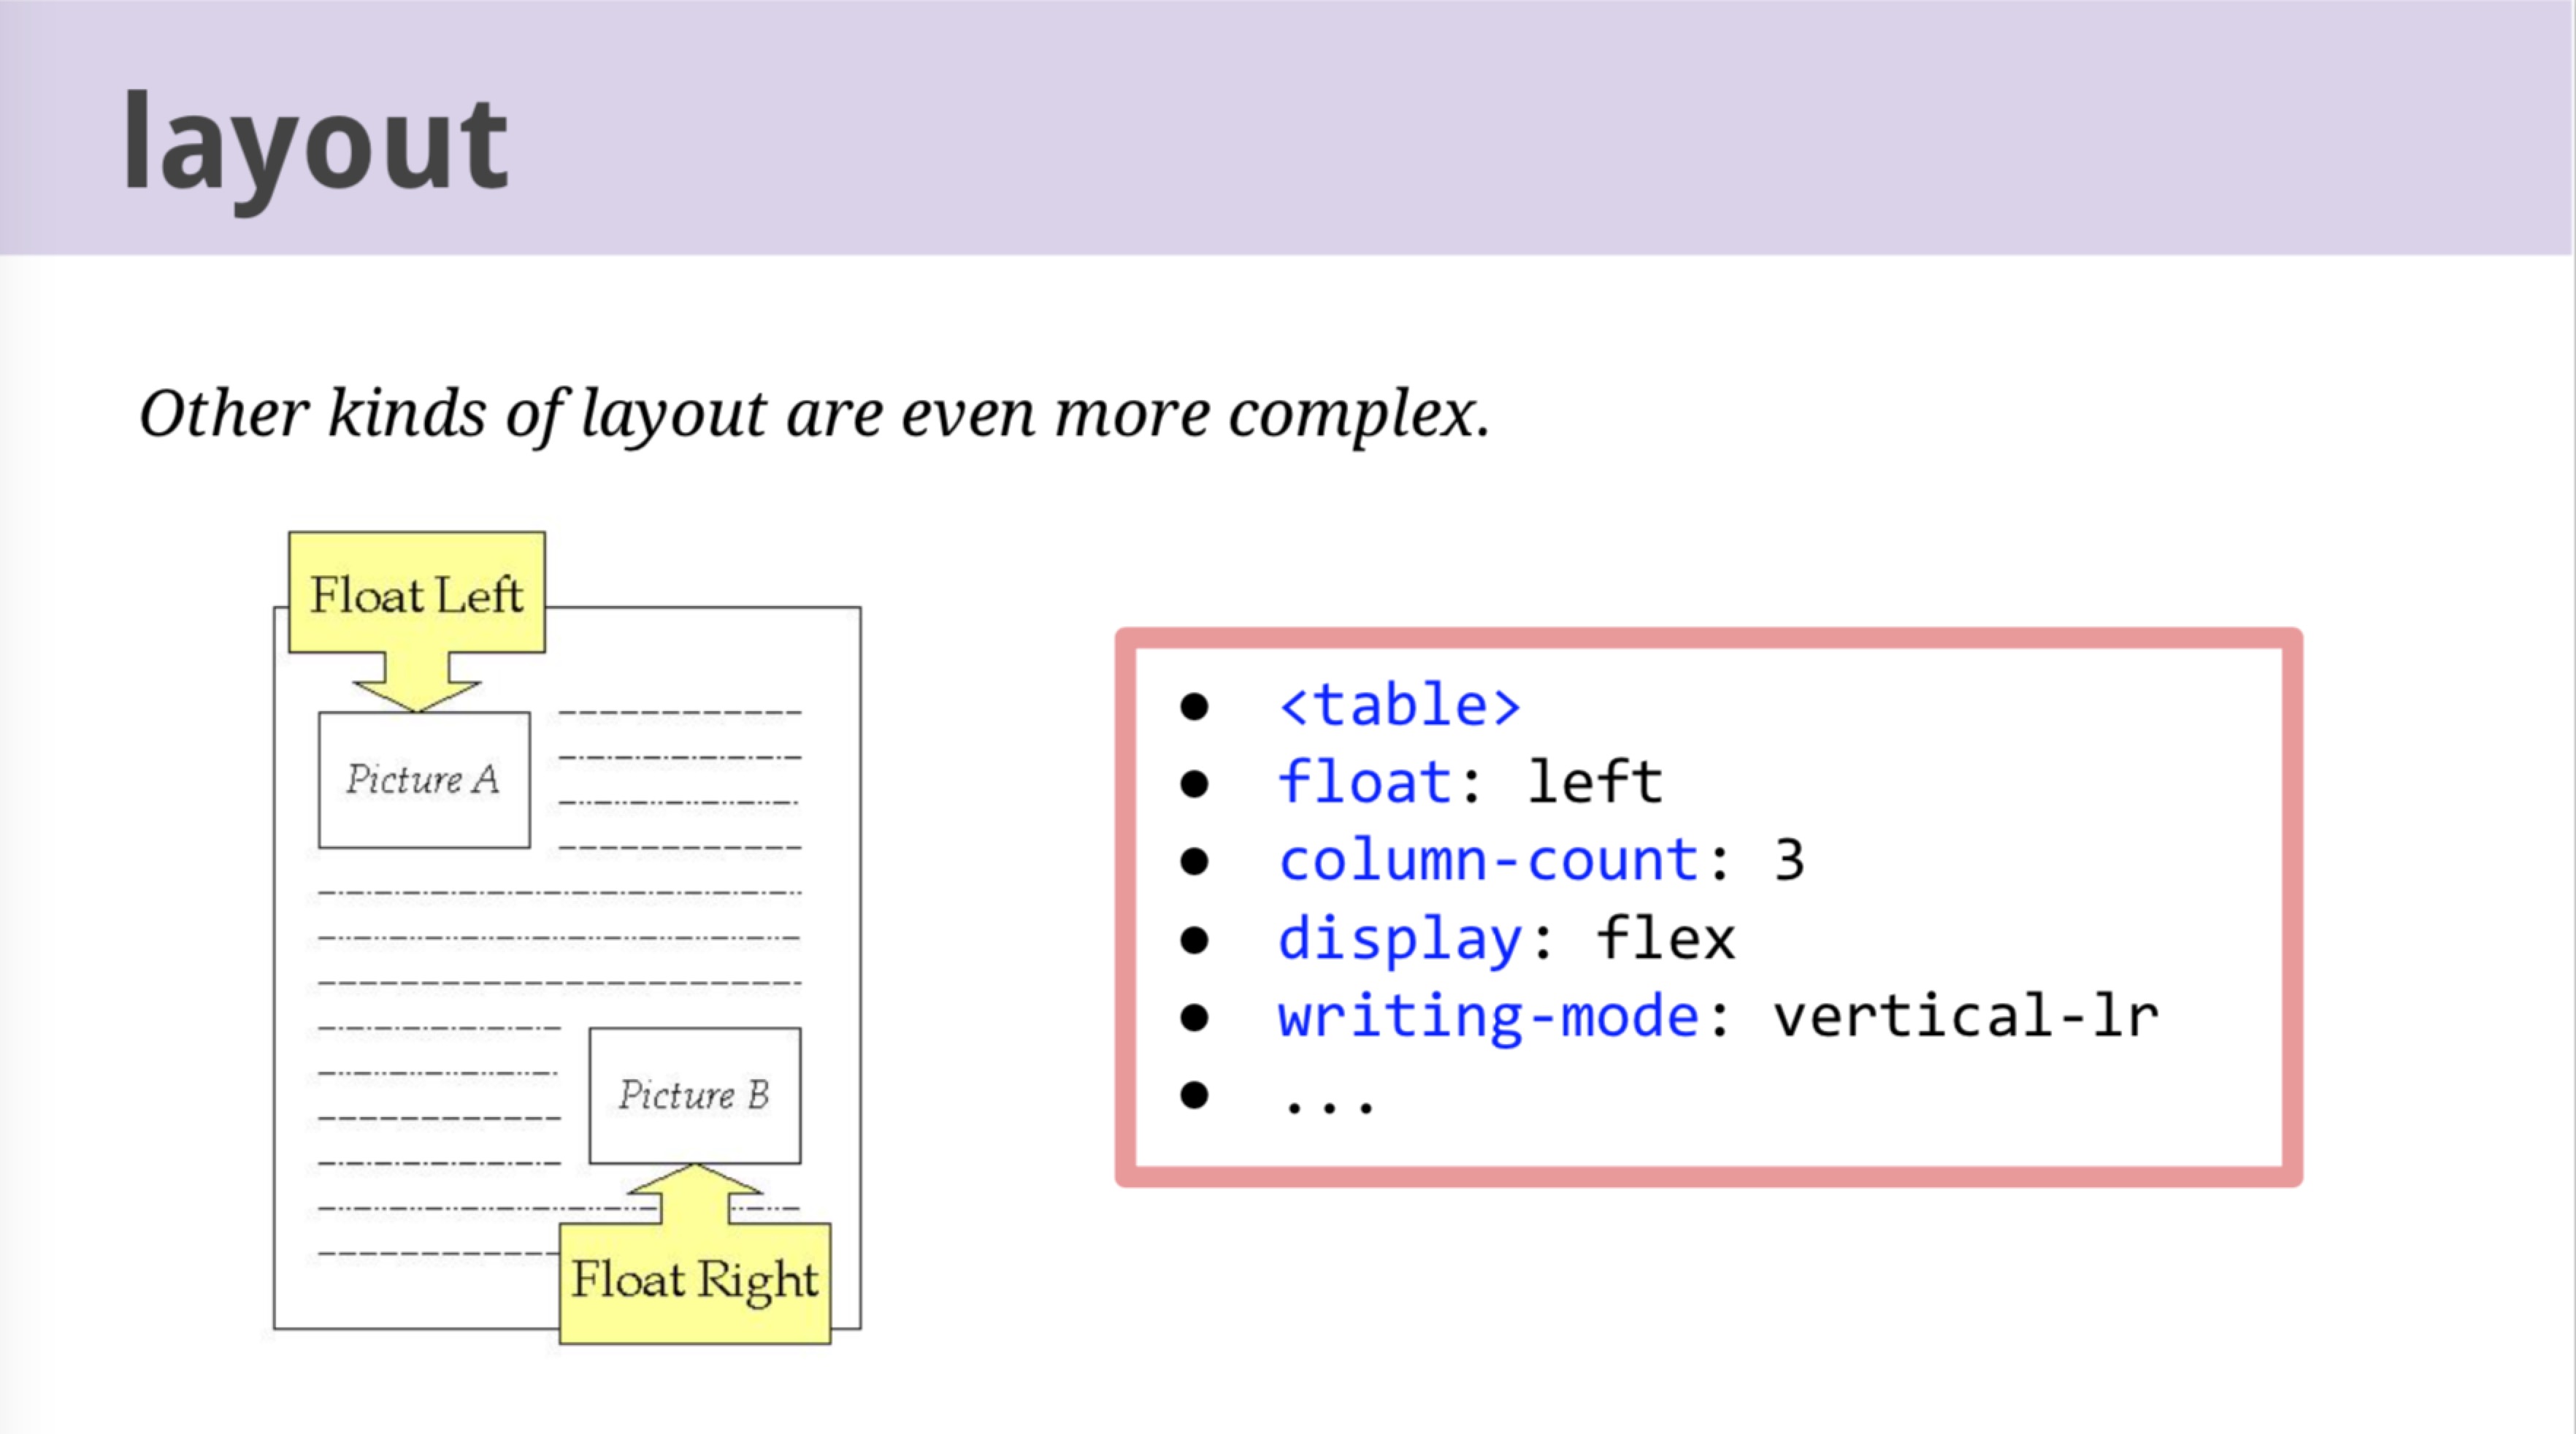 layout
Other kinds of layout are even more complex.
Float Left
Picture A
Picture B
Float Right
● <table>
● float: left
● column-count: 3
● display: flex
● writing-mode: vertical-lr
● ...